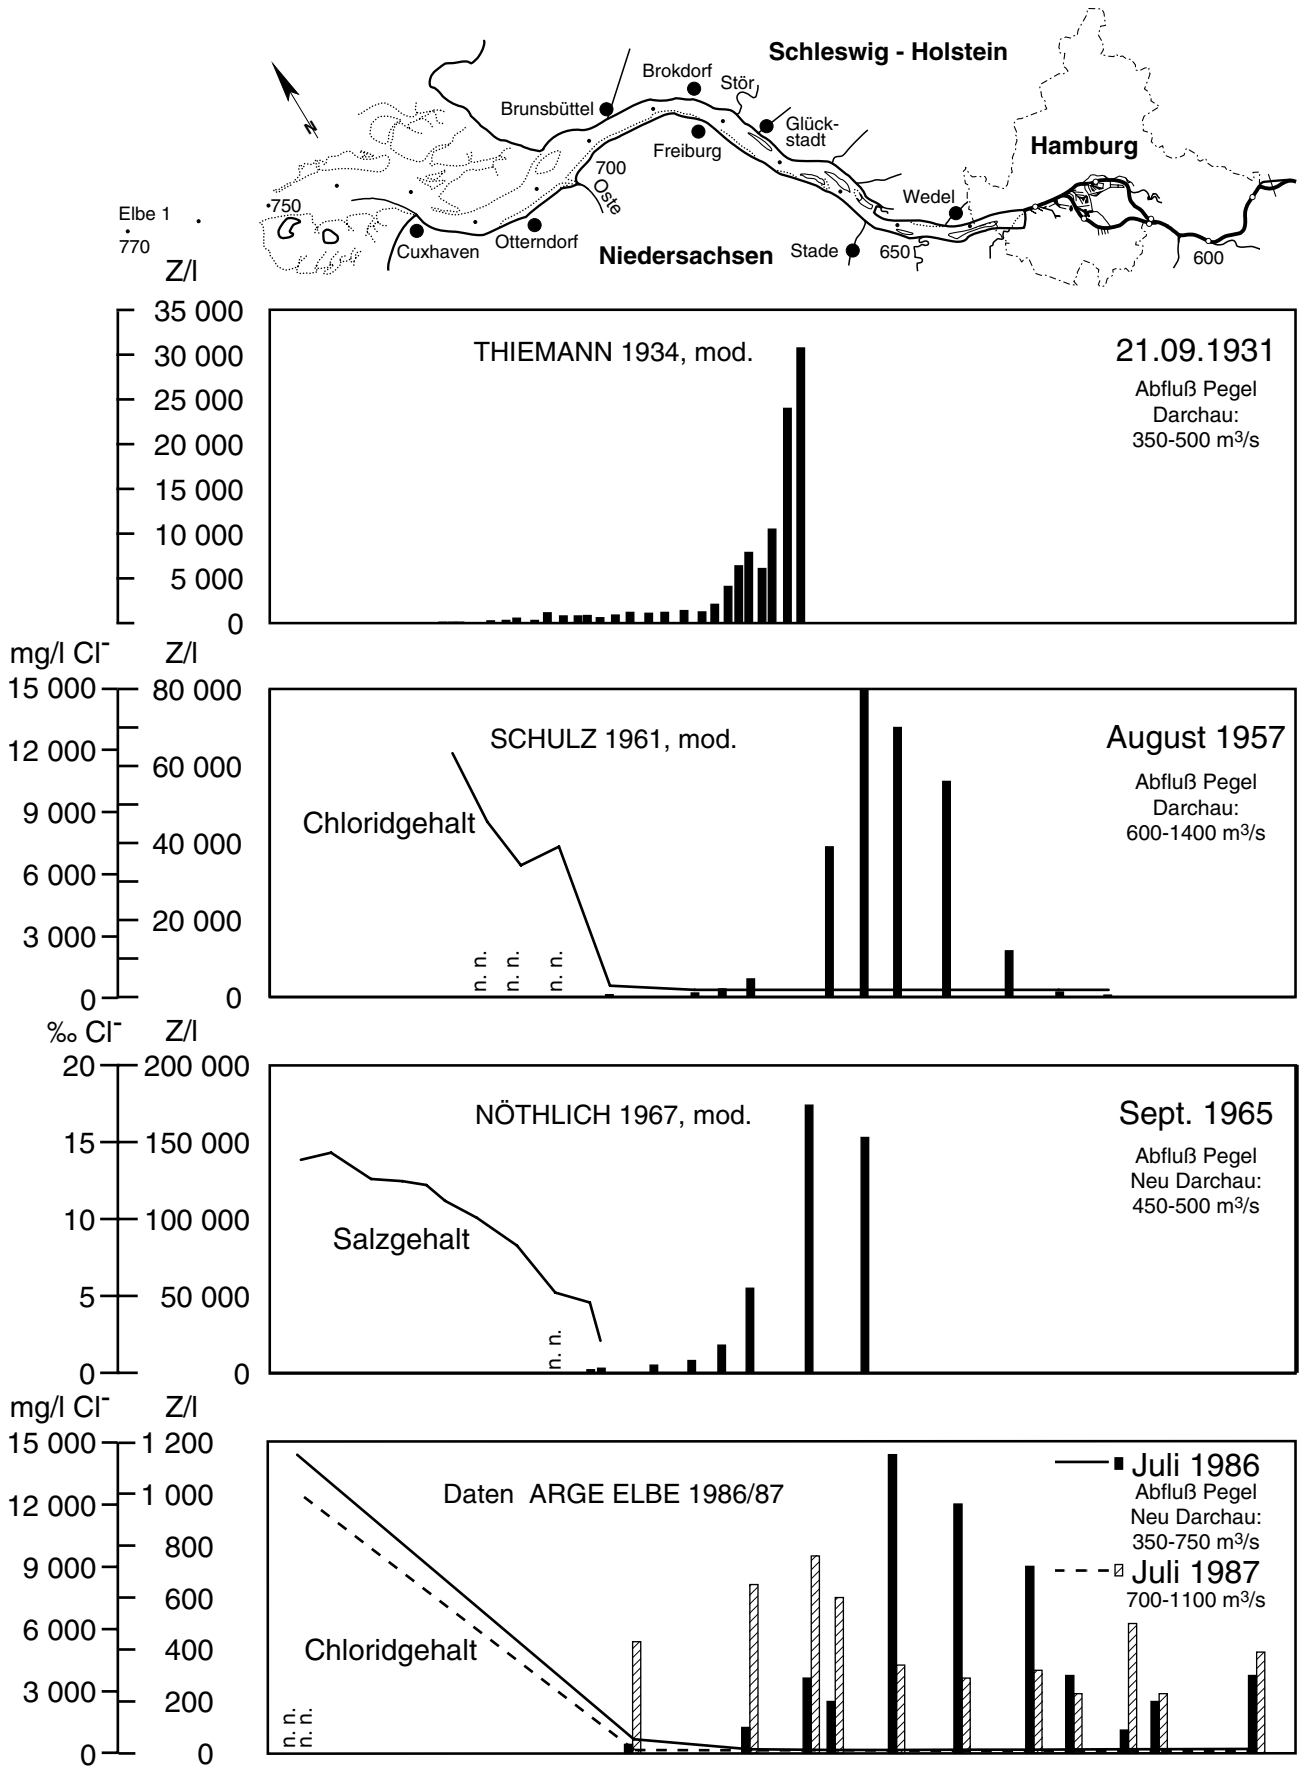 Schleswig - Holstein
Brokdorf
Stör
Brunsbüttel
Glück-
stadt
Hamburg
N
Freiburg
700
Oste
Wedel
750
Elbe 1
770
Cuxhaven
Otterndorf
Niedersachsen
Stade
650
600
Z/l
35 000
30 000
25 000
20 000
15 000
10 000
5 000
0
THIEMANN 1934, mod.
21.09.1931
Abfluß Pegel
Darchau:
350-500 m³/s
mg/l Cl⁻ Z/l
15 000
12 000
9 000
6 000
3 000
0
80 000
60 000
40 000
20 000
0
SCHULZ 1961, mod.
Chloridgehalt
n. n.
n. n.
n. n.
August 1957
Abfluß Pegel
Darchau:
600-1400 m³/s
‰ Cl⁻ Z/l
20
15
10
5
0
200 000
150 000
100 000
50 000
0
NÖTHLICH 1967, mod.
Salzgehalt
n. n.
Sept. 1965
Abfluß Pegel
Neu Darchau:
450-500 m³/s
mg/l Cl⁻ Z/l
15 000
12 000
9 000
6 000
3 000
0
1 200
1 000
800
600
400
200
0
Daten ARGE ELBE 1986/87
Chloridgehalt
n. n.
n. n.
Juli 1986
Abfluß Pegel
Neu Darchau:
350-750 m³/s
Juli 1987
700-1100 m³/s